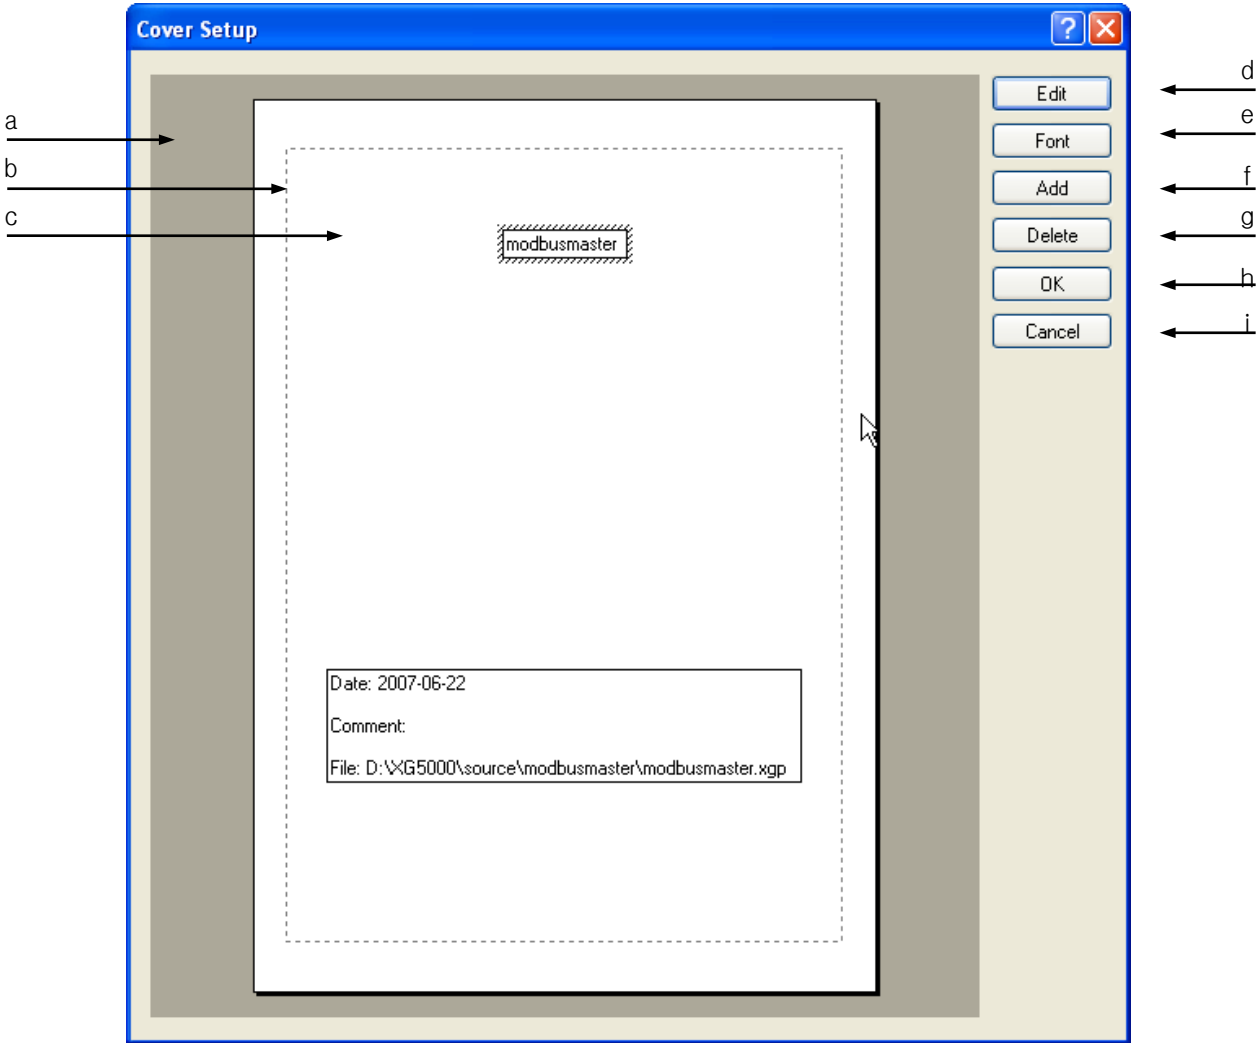 Cover Setup
?
a
b
c
modbusmaster
Date: 2007-06-22
Comment:
File: D:\XG5000\source\modbusmaster\modbusmaster.xgp
Edit
d
Font
e
Add
f
Delete
g
OK
h
Cancel
i